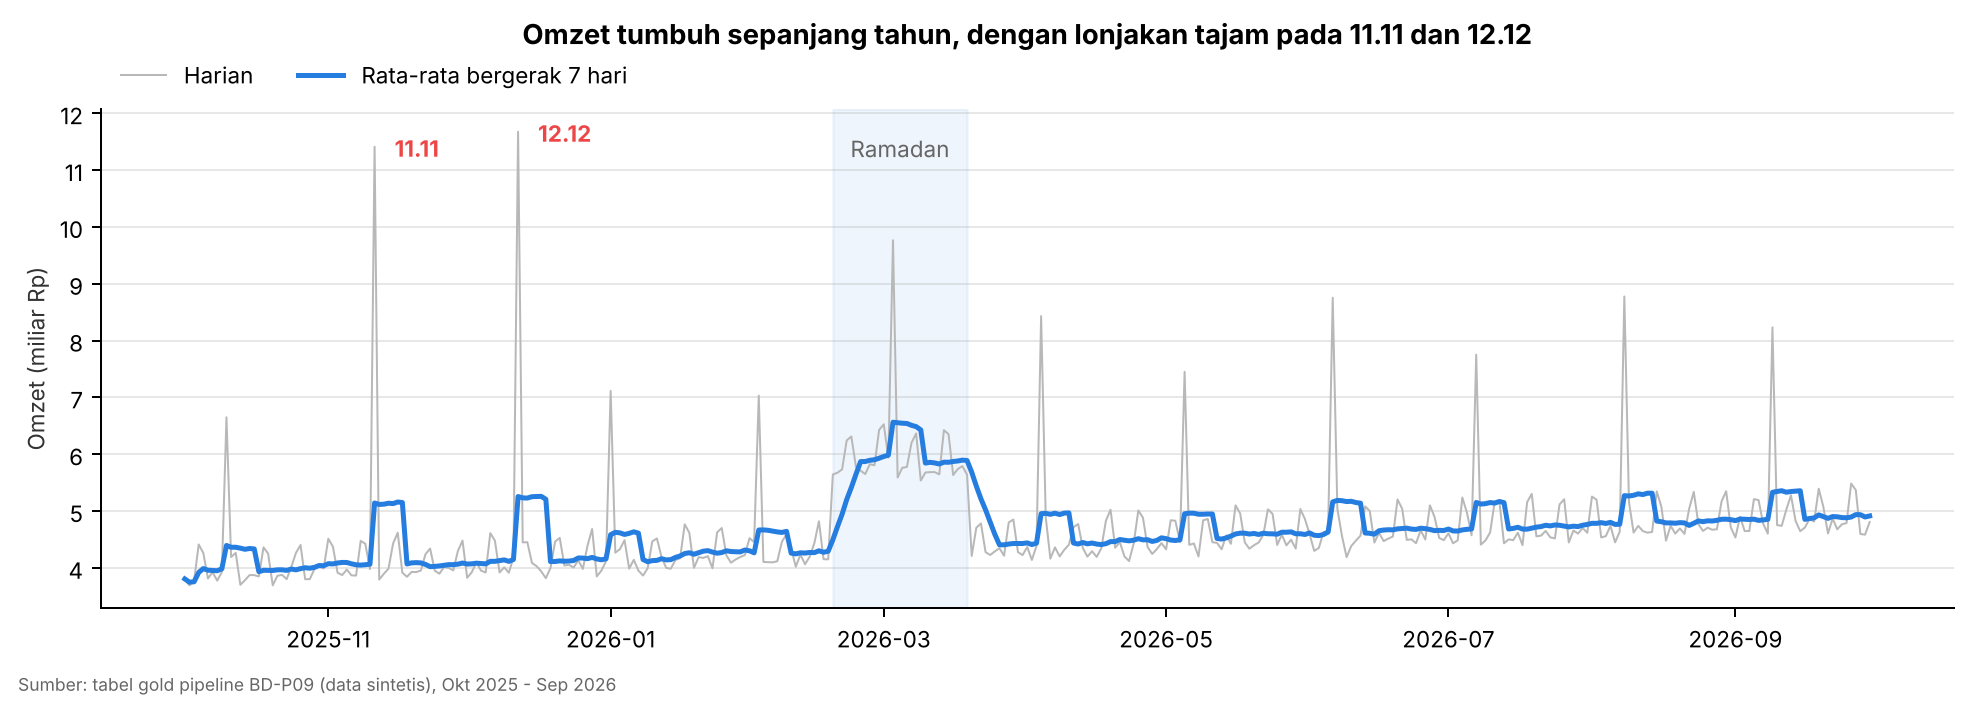 Omzet tumbuh sepanjang tahun, dengan lonjakan tajam pada 11.11 dan 12.12
Harian
Rata-rata bergerak 7 hari
Omzet (miliar Rp)
12
11
10
9
8
7
6
5
4
11.11
12.12
Ramadan
2025-11
2026-01
2026-03
2026-05
2026-07
2026-09
Sumber: tabel gold pipeline BD-P09 (data sintetis), Okt 2025 - Sep 2026